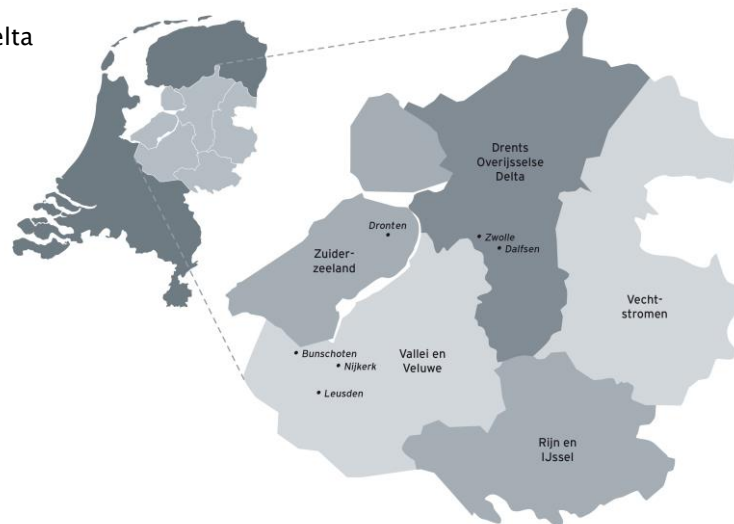 elta
Drents
Overijsselse
Delta
Dronten
Zwolle
Dalfsen
Zuider-
zeeland
Vecht-
stromen
Bunschoten
Nijkerk
Vallei en
Veluwe
Leusden
Rijn en
IJssel